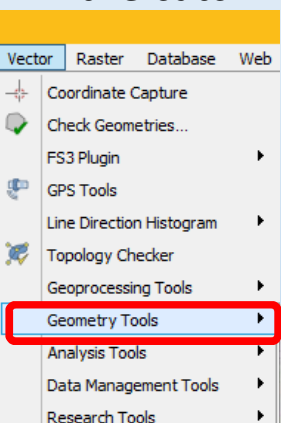 Vector Raster Database Web
Coordinate Capture
Check Geometries...
FS3 Plugin
GPS Tools
Line Direction Histogram
Topology Checker
Geoprocessing Tools
Geometry Tools
Analysis Tools
Data Management Tools
Research Tools